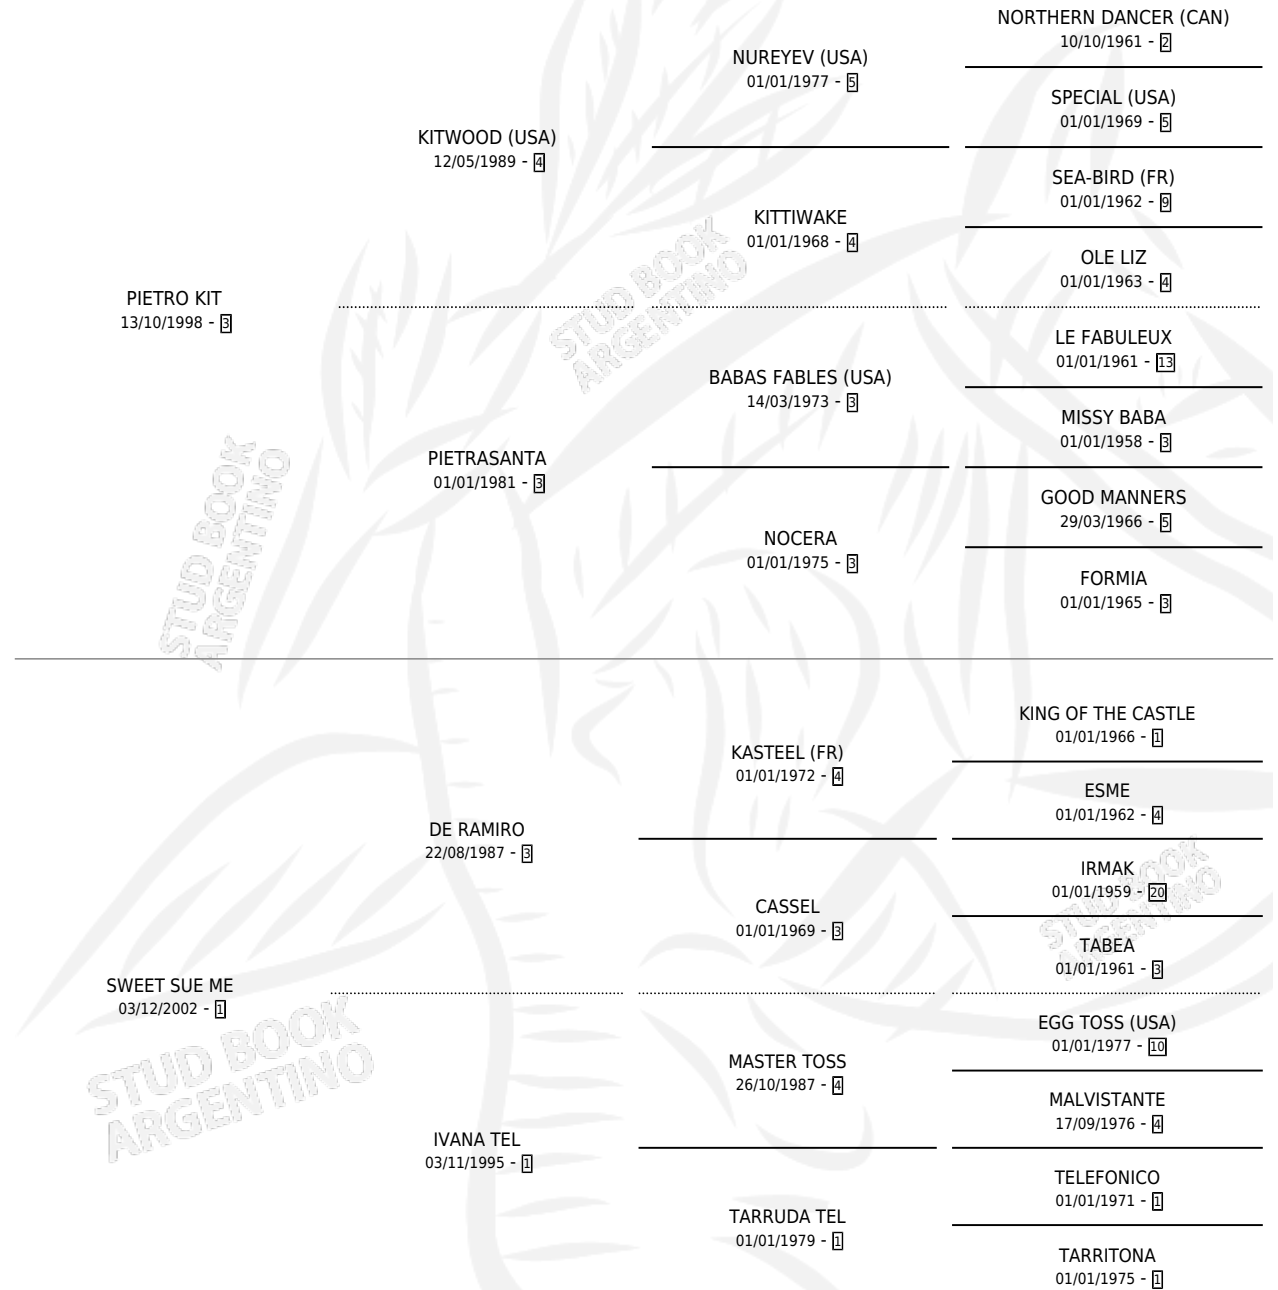 NORTHERN DANCER (CAN)
10/10/1961 - 2
NUREYEV (USA)
01/01/1977 - 5
SPECIAL (USA)
01/01/1969 - 5
KITWOOD (USA)
12/05/1989 - 4
SEA-BIRD (FR)
01/01/1962 - 9
KITTIWAKE
01/01/1968 - 4
OLE LIZ
01/01/1963 - 4
PIETRO KIT
13/10/1998 - 3
LE FABULEUX
01/01/1961 - 13
BABAS FABLES (USA)
14/03/1973 - 3
MISSY BABA
01/01/1958 - 3
PIETRASANTA
01/01/1981 - 3
GOOD MANNERS
29/03/1966 - 5
NOCERA
01/01/1975 - 3
FORMIA
01/01/1965 - 3
KING OF THE CASTLE
01/01/1966 - 1
KASTEEL (FR)
01/01/1972 - 4
ESME
01/01/1962 - 4
DE RAMIRO
22/08/1987 - 3
IRMAK
01/01/1959 - 20
CASSEL
01/01/1969 - 3
TABEA
01/01/1961 - 3
SWEET SUE ME
03/12/2002 - 1
EGG TOSS (USA)
01/01/1977 - 10
MASTER TOSS
26/10/1987 - 4
MALVISTANTE
17/09/1976 - 4
IVANA TEL
03/11/1995 - 1
TELEFONICO
01/01/1971 - 1
TARRUDA TEL
01/01/1979 - 1
TARRITONA
01/01/1975 - 1
STUD BOOK
ARGENTINO
STUD BOOK
ARGENTINO
STUD BOOK
ARGENTINO
STUD BOOK
ARGENTINO